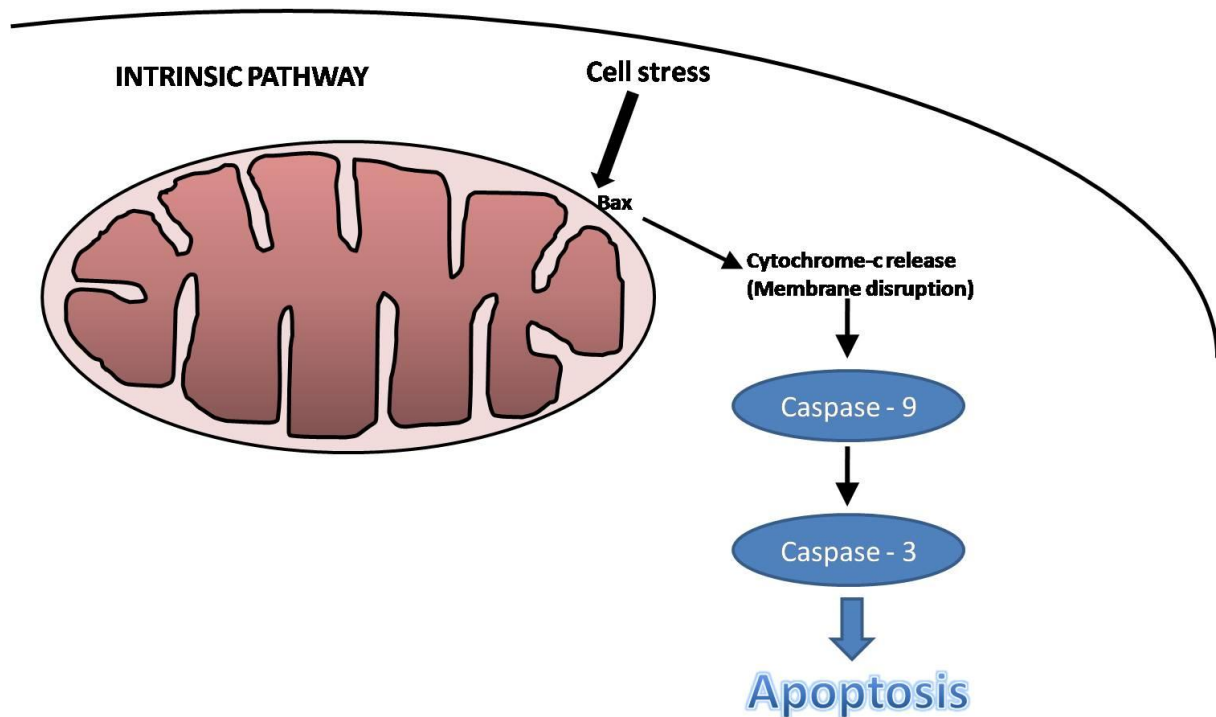 INTRINSIC PATHWAY
Cell stress
Bax
Cytochrome-c release
(Membrane disruption)
Caspase - 9
Caspase - 3
Apoptosis